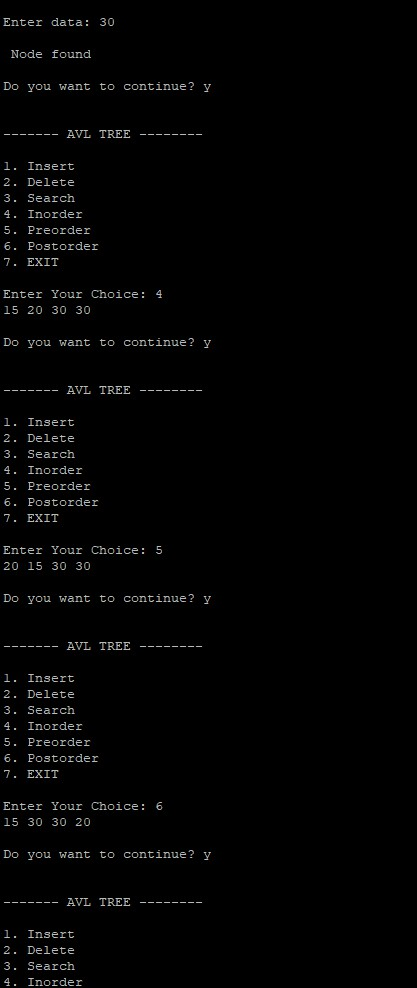 Enter data: 30
Node found
Do you want to continue? y
------- AVL TREE --------
1. Insert
2. Delete
3. Search
4. Inorder
5. Preorder
6. Postorder
7. EXIT
Enter Your Choice: 4
15 20 30 30
Do you want to continue? y
------- AVL TREE --------
1. Insert
2. Delete
3. Search
4. Inorder
5. Preorder
6. Postorder
7. EXIT
Enter Your Choice: 5
20 15 30 30
Do you want to continue? y
------- AVL TREE --------
1. Insert
2. Delete
3. Search
4. Inorder
5. Preorder
6. Postorder
7. EXIT
Enter Your Choice: 6
15 30 30 20
Do you want to continue? y
------- AVL TREE --------
1. Insert
2. Delete
3. Search
4. Inorder